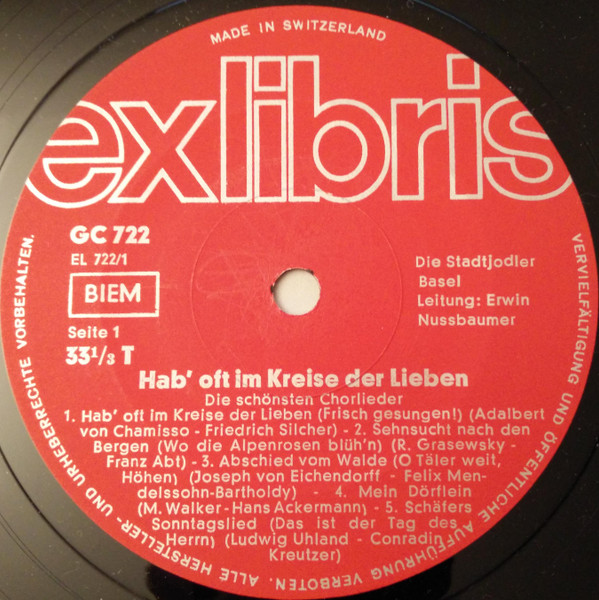 MADE IN SWITZERLAND
exlibris
GC 722
EL 722/1
BIEM
Seite 1
33 1/3 T
Die Stadtjodler
Basel
Leitung: Erwin
Nussbaumer
Hab' oft im Kreise der Lieben
Die schönsten Chorlieder
1. Hab' oft im Kreise der Lieben (Frisch gesungen!) (Adalbert
von Chamisso - Friedrich Silcher) - 2. Sehnsucht nach den
Bergen (Wo die Alpenrosen blüh'n) (R. Grasewsky -
Franz Abt) - 3. Abschied vom Walde (O Täler weit,
Höhen) (Joseph von Eichendorff - Felix Men-
delssohn-Bartholdy) - 4. Mein Dörflein
(M. Walker - Hans Ackermann) - 5. Schäfers
Sonntagslied (Das ist der Tag des
Herrn) (Ludwig Uhland - Conradin
Kreutzer)
ALLE HERSTELLER- UND URHEBERRECHTE VORBEHALTEN.
VERVIELFÄLTIGUNG UND ÖFFENTLICHE AUFFÜHRUNG VERBOTEN.